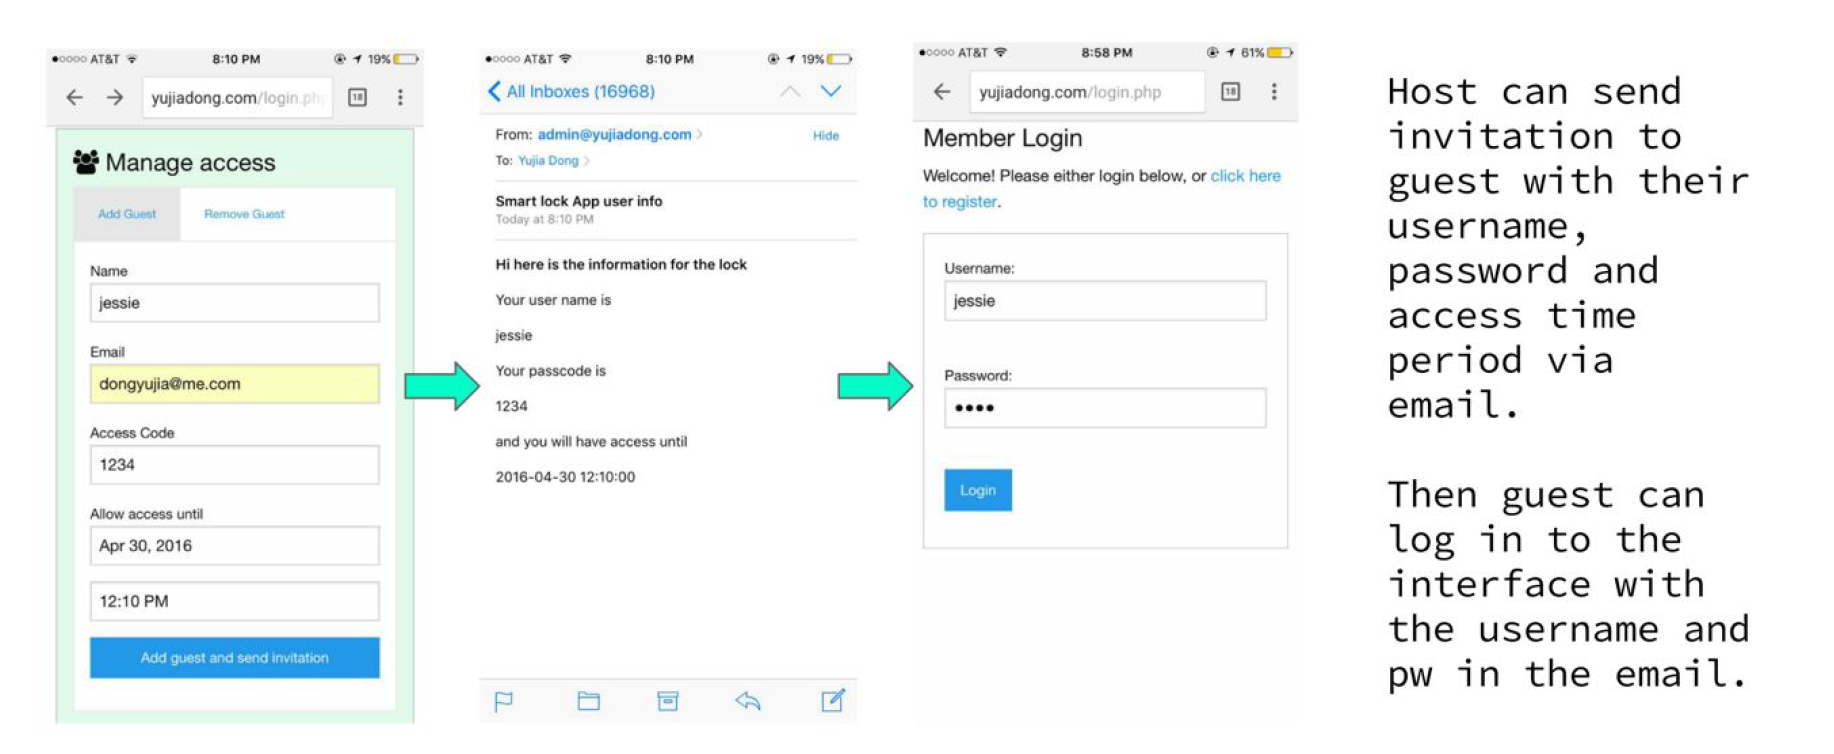 AT&T 8:10 PM 19%
yujiadong.com/login.ph
18
Manage access
Add Guest Remove Guest
Name
jessie
Email
dongyujia@me.com
Access Code
1234
Allow access until
Apr 30, 2016
12:10 PM
Add guest and send invitation
AT&T 8:10 PM 19%
All Inboxes (16968)
From: admin@yujiadong.com > Hide
To: Yujia Dong >
Smart lock App user info
Today at 8:10 PM
Hi here is the information for the lock
Your user name is
jessie
Your passcode is
1234
and you will have access until
2016-04-30 12:10:00
AT&T 8:58 PM 61%
yujiadong.com/login.php
18
Member Login
Welcome! Please either login below, or click here
to register.
Username:
jessie
Password:
••••
Login
Host can send
invitation to
guest with their
username,
password and
access time
period via
email.
Then guest can
log in to the
interface with
the username and
pw in the email.